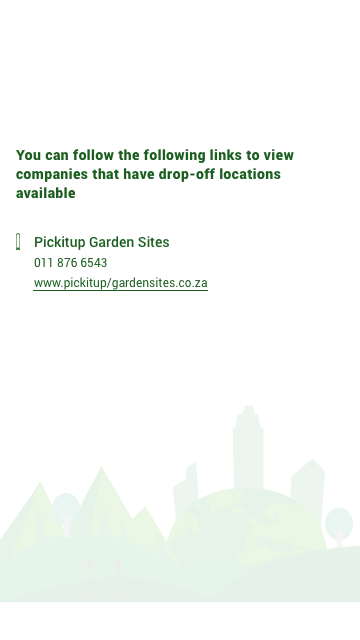 You can follow the following links to view
companies that have drop-off locations
available
Pickitup Garden Sites
011 876 6543
www.pickitup/gardensites.co.za